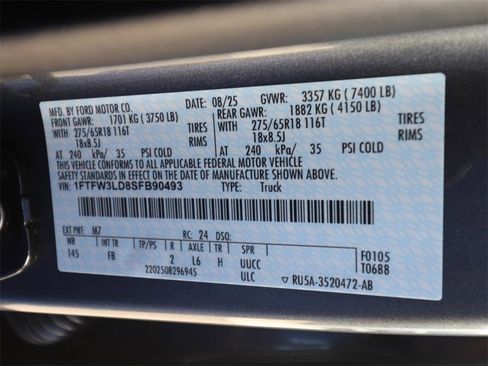 MFD. BY FORD MOTOR CO. 08/25 GVWR: 3357 KG ( 7400 LB)
FRONT GAWR: 1701 KG ( 3750 LB) REAR GAWR: 1882 KG ( 4150 LB)
WITH 275/65R18 116T TIRES WITH 275/65R18 116T TIRES
18x8.5J RIMS 18x8.5J RIMS
AT 240 kPa/ 35 PSI COLD AT 240 kPa/ 35 PSI COLD
THIS VEHICLE CONFORMS TO ALL APPLICABLE FEDERAL MOTOR VEHICLE
SAFETY STANDARDS IN EFFECT ON THE DATE OF MANUFACTURE SHOWN ABOVE.
VIN: 1FTFW3LD8SFB90493 TYPE: Truck
EXT PNT: M7 RC: 24 DSO:
WB INT TR TP/PS R AXLE TR SPR F0105
145 FB 2 L6 H UUCC T0688
2202508296945 ULC RU5A-3520472-AB